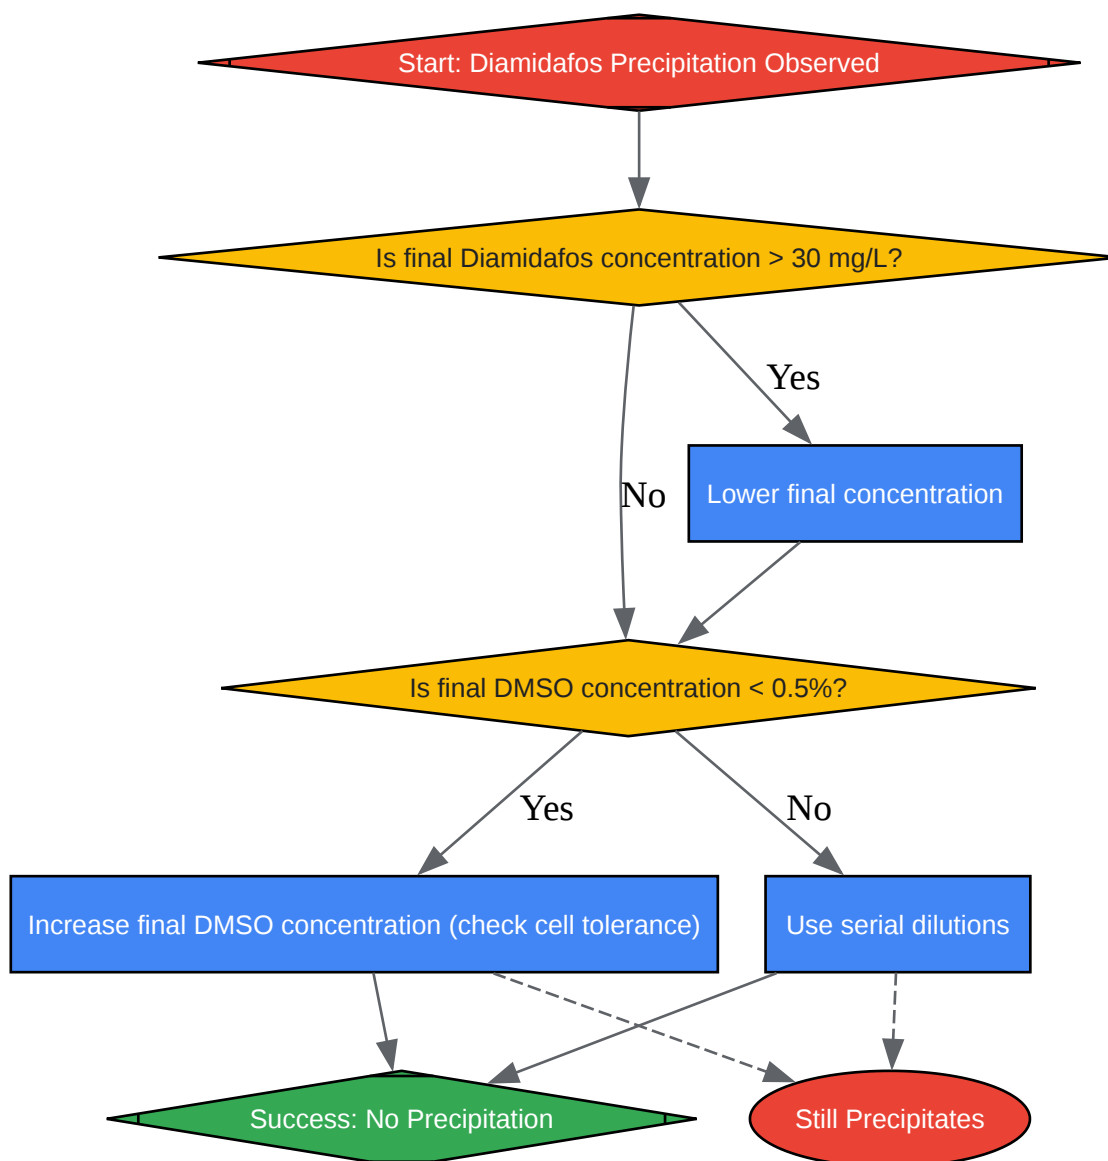 Start: Diamidafos Precipitation Observed
Is final Diamidafos concentration > 30 mg/L?
Yes
No
Lower final concentration
Is final DMSO concentration < 0.5%?
Yes
No
Increase final DMSO concentration (check cell tolerance)
Use serial dilutions
Success: No Precipitation
Still Precipitates